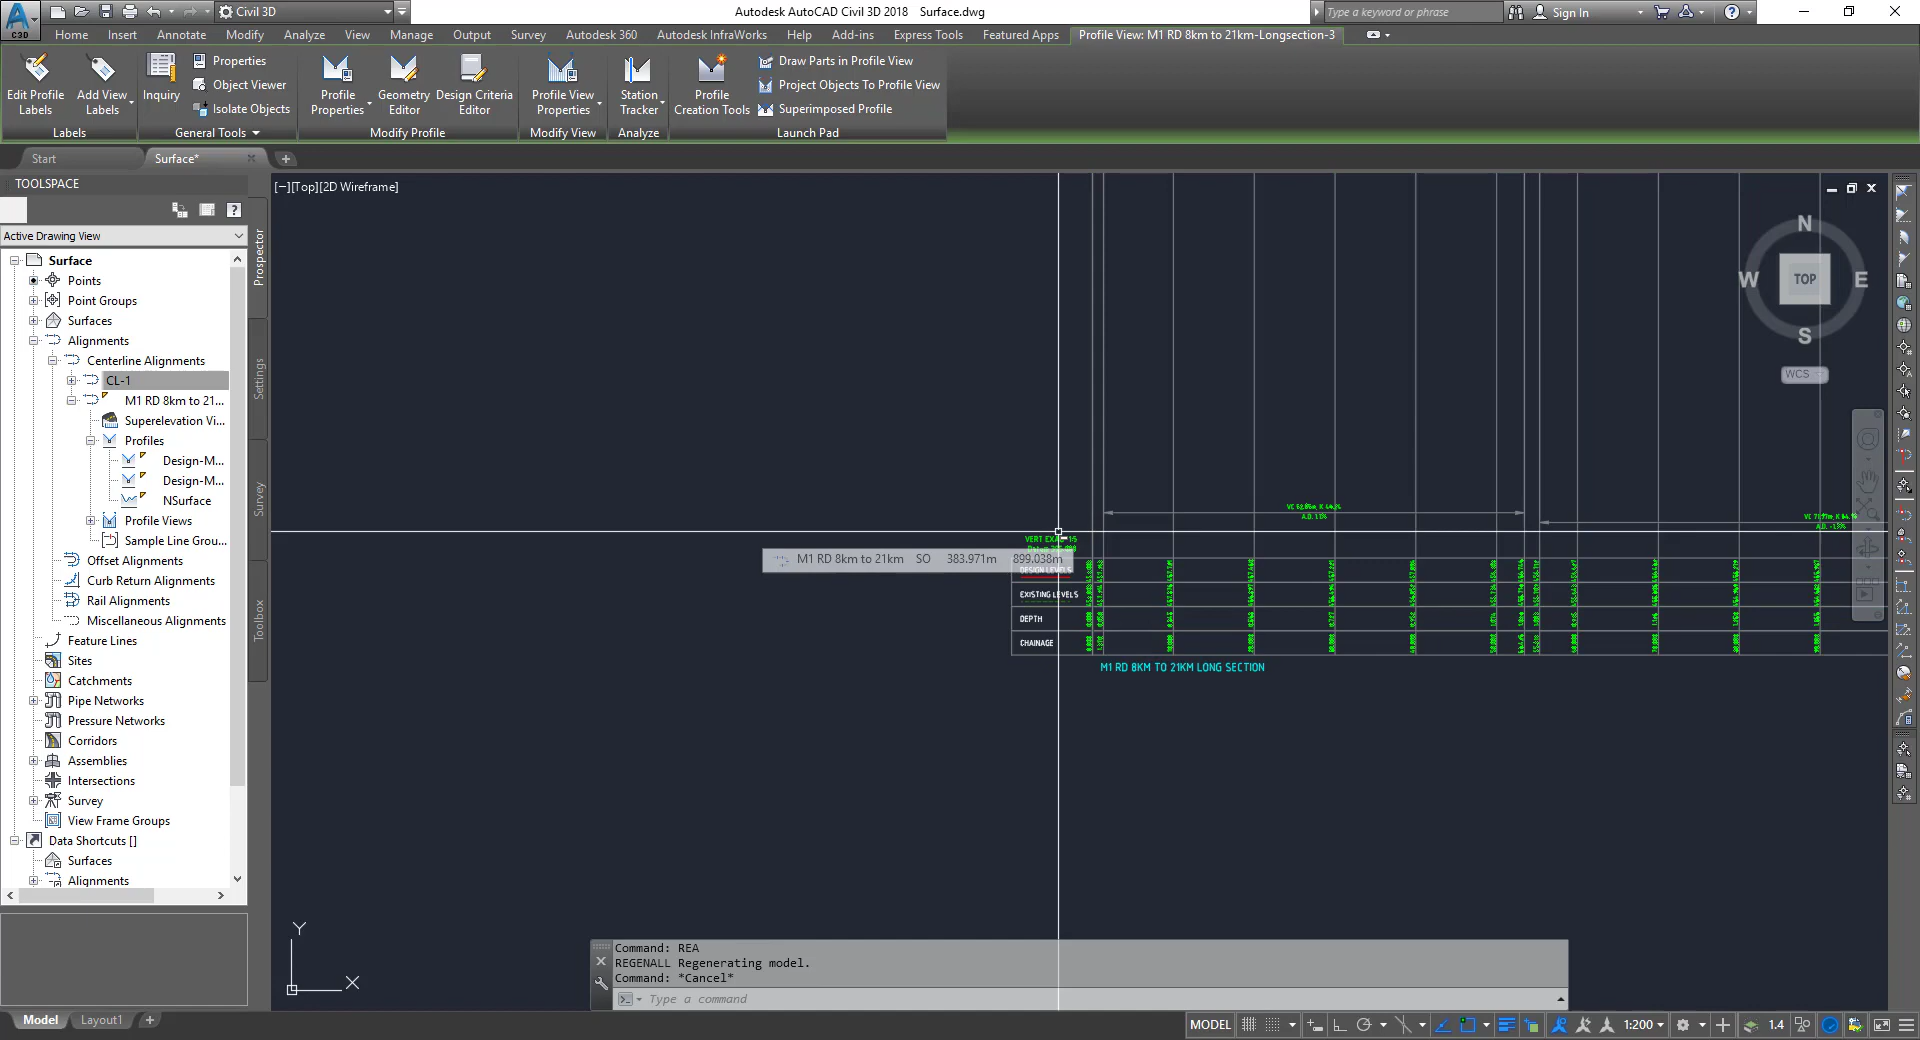 Civil 3D
Autodesk AutoCAD Civil 3D 2018 Surface.dwg
Type a keyword or phrase
Sign In
C3D
Home Insert Annotate Modify Analyze View Manage Output Survey Autodesk 360 Autodesk InfraWorks Help Add-ins Express Tools Featured Apps Profile View: M1 RD 8km to 21km-Longsection-3
Edit Profile Labels
Add View Labels
Labels
Inquiry
Properties
Object Viewer
Isolate Objects
General Tools
Profile Properties
Geometry Editor
Design Criteria Editor
Modify Profile
Profile View Properties
Modify View
Station Tracker
Analyze
Profile Creation Tools
Draw Parts in Profile View
Project Objects To Profile View
Superimposed Profile
Launch Pad
Start
Surface*
TOOLSPACE
Active Drawing View
Surface
Points
Point Groups
Surfaces
Alignments
Centerline Alignments
CL-1
M1 RD 8km to 21...
Superelevation Vi...
Profiles
Design-M...
Design-M...
NSurface
Profile Views
Sample Line Grou...
Offset Alignments
Curb Return Alignments
Rail Alignments
Miscellaneous Alignments
Feature Lines
Sites
Catchments
Pipe Networks
Pressure Networks
Corridors
Assemblies
Intersections
Survey
View Frame Groups
Data Shortcuts []
Surfaces
Alignments
Prospector
Settings
Survey
Toolbox
[−][Top][2D Wireframe]
N
W TOP E
S
WCS
M1 RD 8km to 21km SO 383.971m 899.038m
DESIGN LEVELS
EXISTING LEVELS
DEPTH
CHAINAGE
M1 RD 8KM TO 21KM LONG SECTION
Y
X
Command: REA
REGENALL Regenerating model.
Command: *Cancel*
Type a command
Model Layout1
MODEL 1:200 1.4